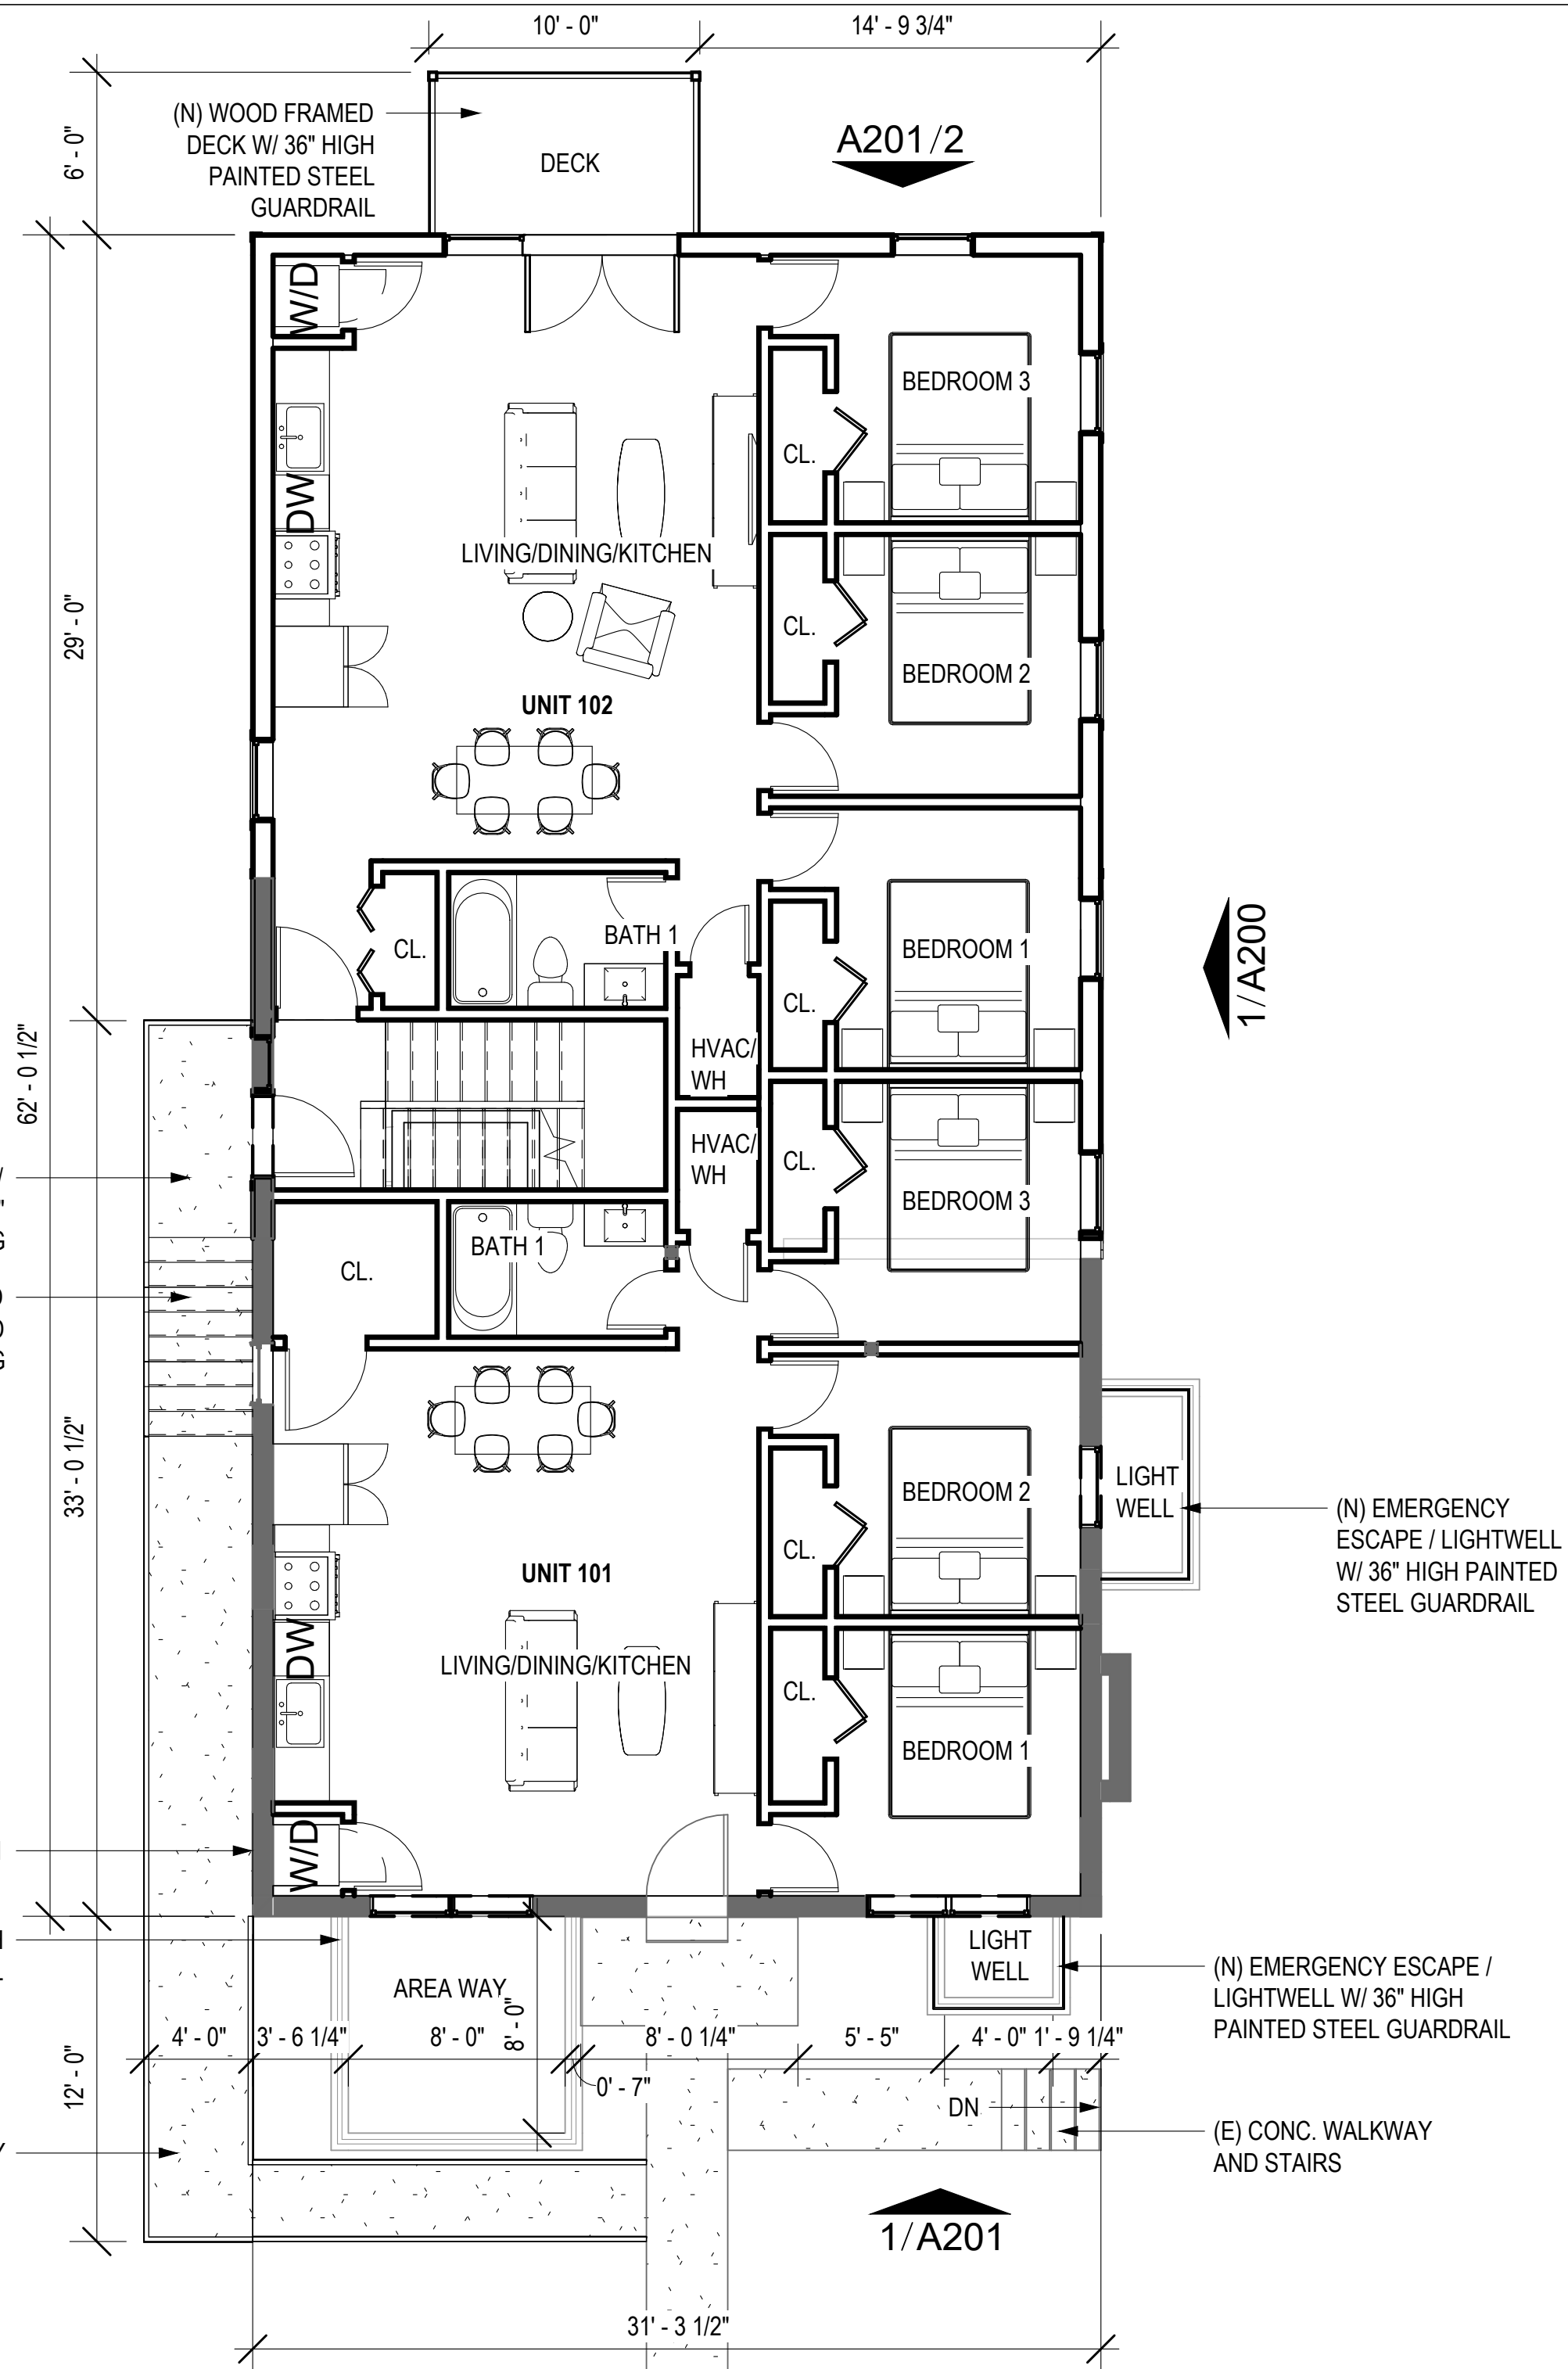 10' - 0"
14' - 9 3/4"
6' - 0"
(N) WOOD FRAMED
DECK W/ 36" HIGH
PAINTED STEEL
GUARDRAIL
DECK
A201/2
W/D
BEDROOM 3
CL.
DW
LIVING/DINING/KITCHEN
29' - 0"
CL.
BEDROOM 2
UNIT 102
BATH 1
CL.
BEDROOM 1
1/A200
CL.
62' - 0 1/2"
HVAC/
WH
HVAC/
WH
CL.
BEDROOM 3
BATH 1
CL.
33' - 0 1/2"
LIGHT
WELL
BEDROOM 2
(N) EMERGENCY
ESCAPE / LIGHTWELL
W/ 36" HIGH PAINTED
STEEL GUARDRAIL
CL.
UNIT 101
DW
LIVING/DINING/KITCHEN
CL.
BEDROOM 1
W/D
LIGHT
WELL
(N) EMERGENCY ESCAPE /
LIGHTWELL W/ 36" HIGH
PAINTED STEEL GUARDRAIL
AREA WAY
8' - 0"
4' - 0"
3' - 6 1/4"
8' - 0"
8' - 0 1/4"
5' - 5"
4' - 0"
1' - 9 1/4"
0' - 7"
12' - 0"
DN
(E) CONC. WALKWAY
AND STAIRS
1/A201
31' - 3 1/2"